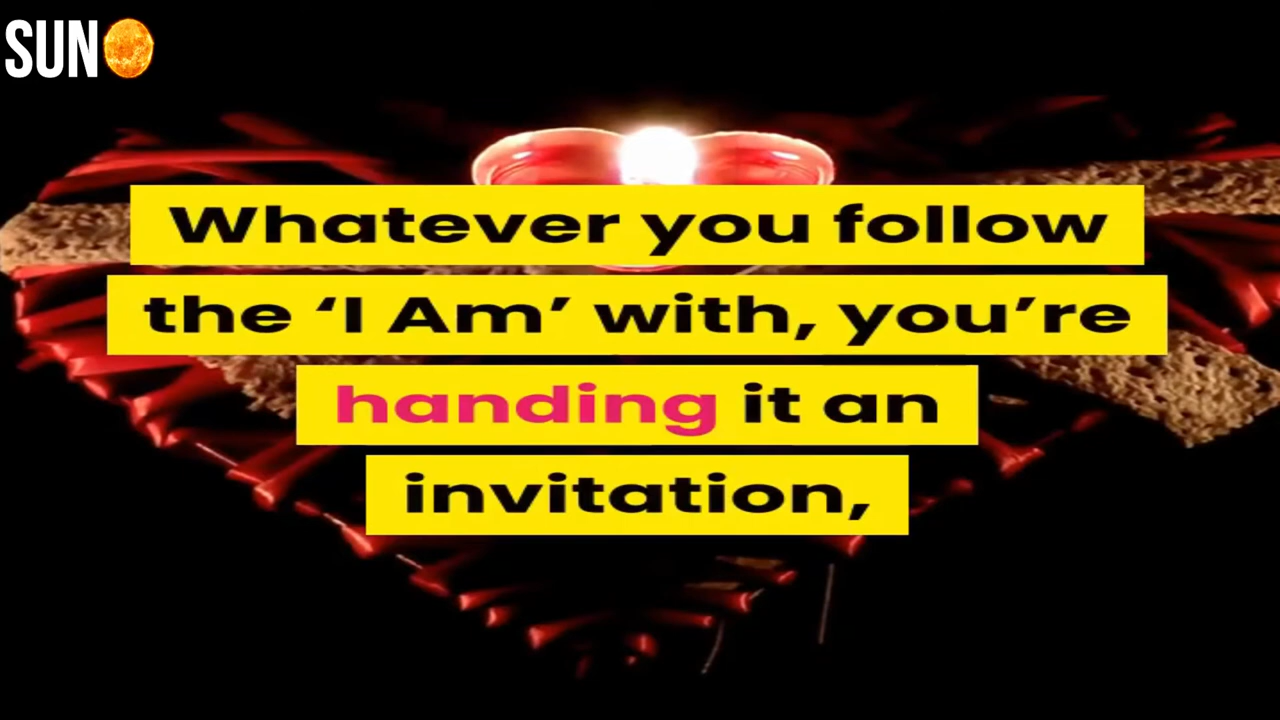 SUN
Whatever you follow
the ‘I Am’ with, you’re
handing it an
invitation,